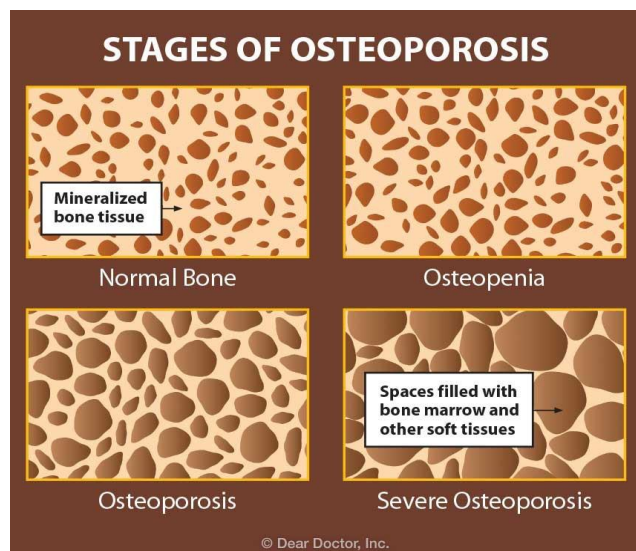 STAGES OF OSTEOPOROSIS
Mineralized
bone tissue
Normal Bone
Osteopenia
Spaces filled with
bone marrow and
other soft tissues
Osteoporosis
Severe Osteoporosis
© Dear Doctor, Inc.